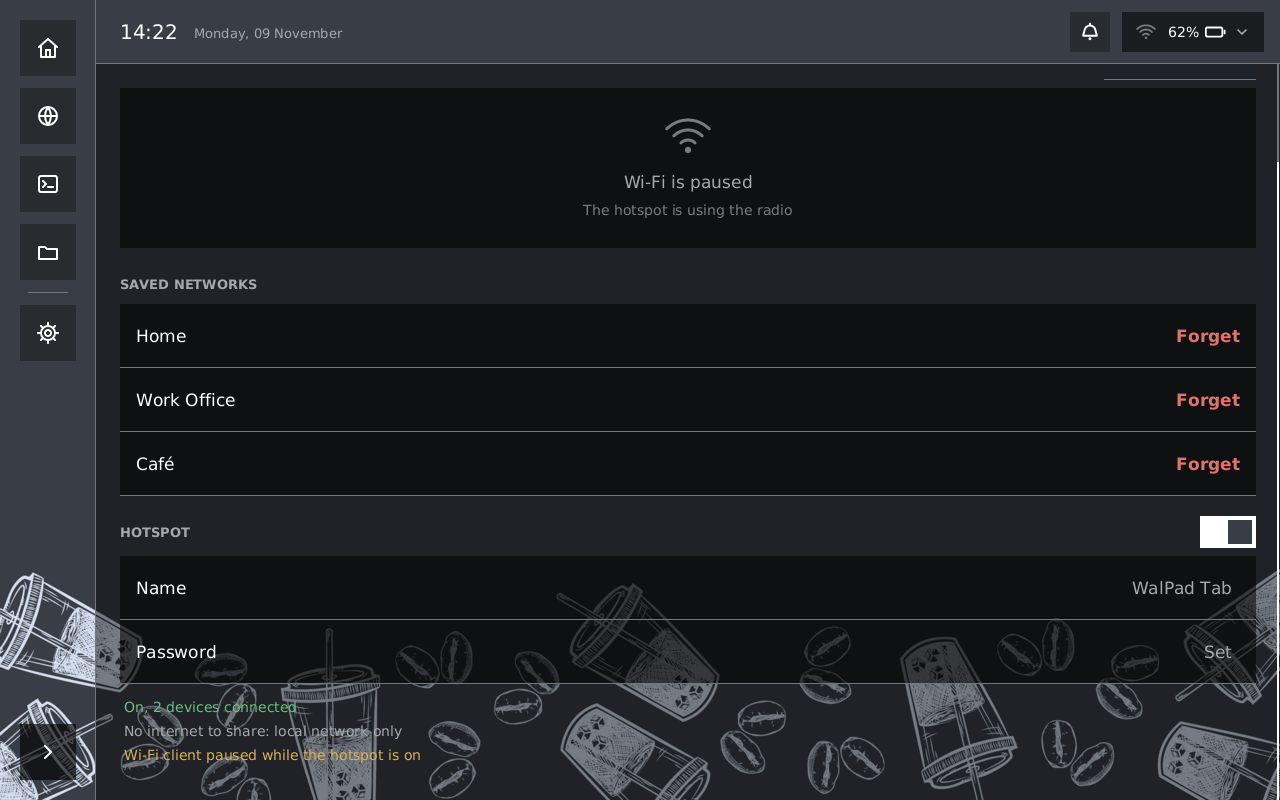 14:22 Monday, 09 November 62%
Wi-Fi is paused
The hotspot is using the radio
SAVED NETWORKS
Home Forget
Work Office Forget
Café Forget
HOTSPOT
Name WalPad Tab
Password Set
On, 2 devices connected
No internet to share: local network only
Wi-Fi client paused while the hotspot is on